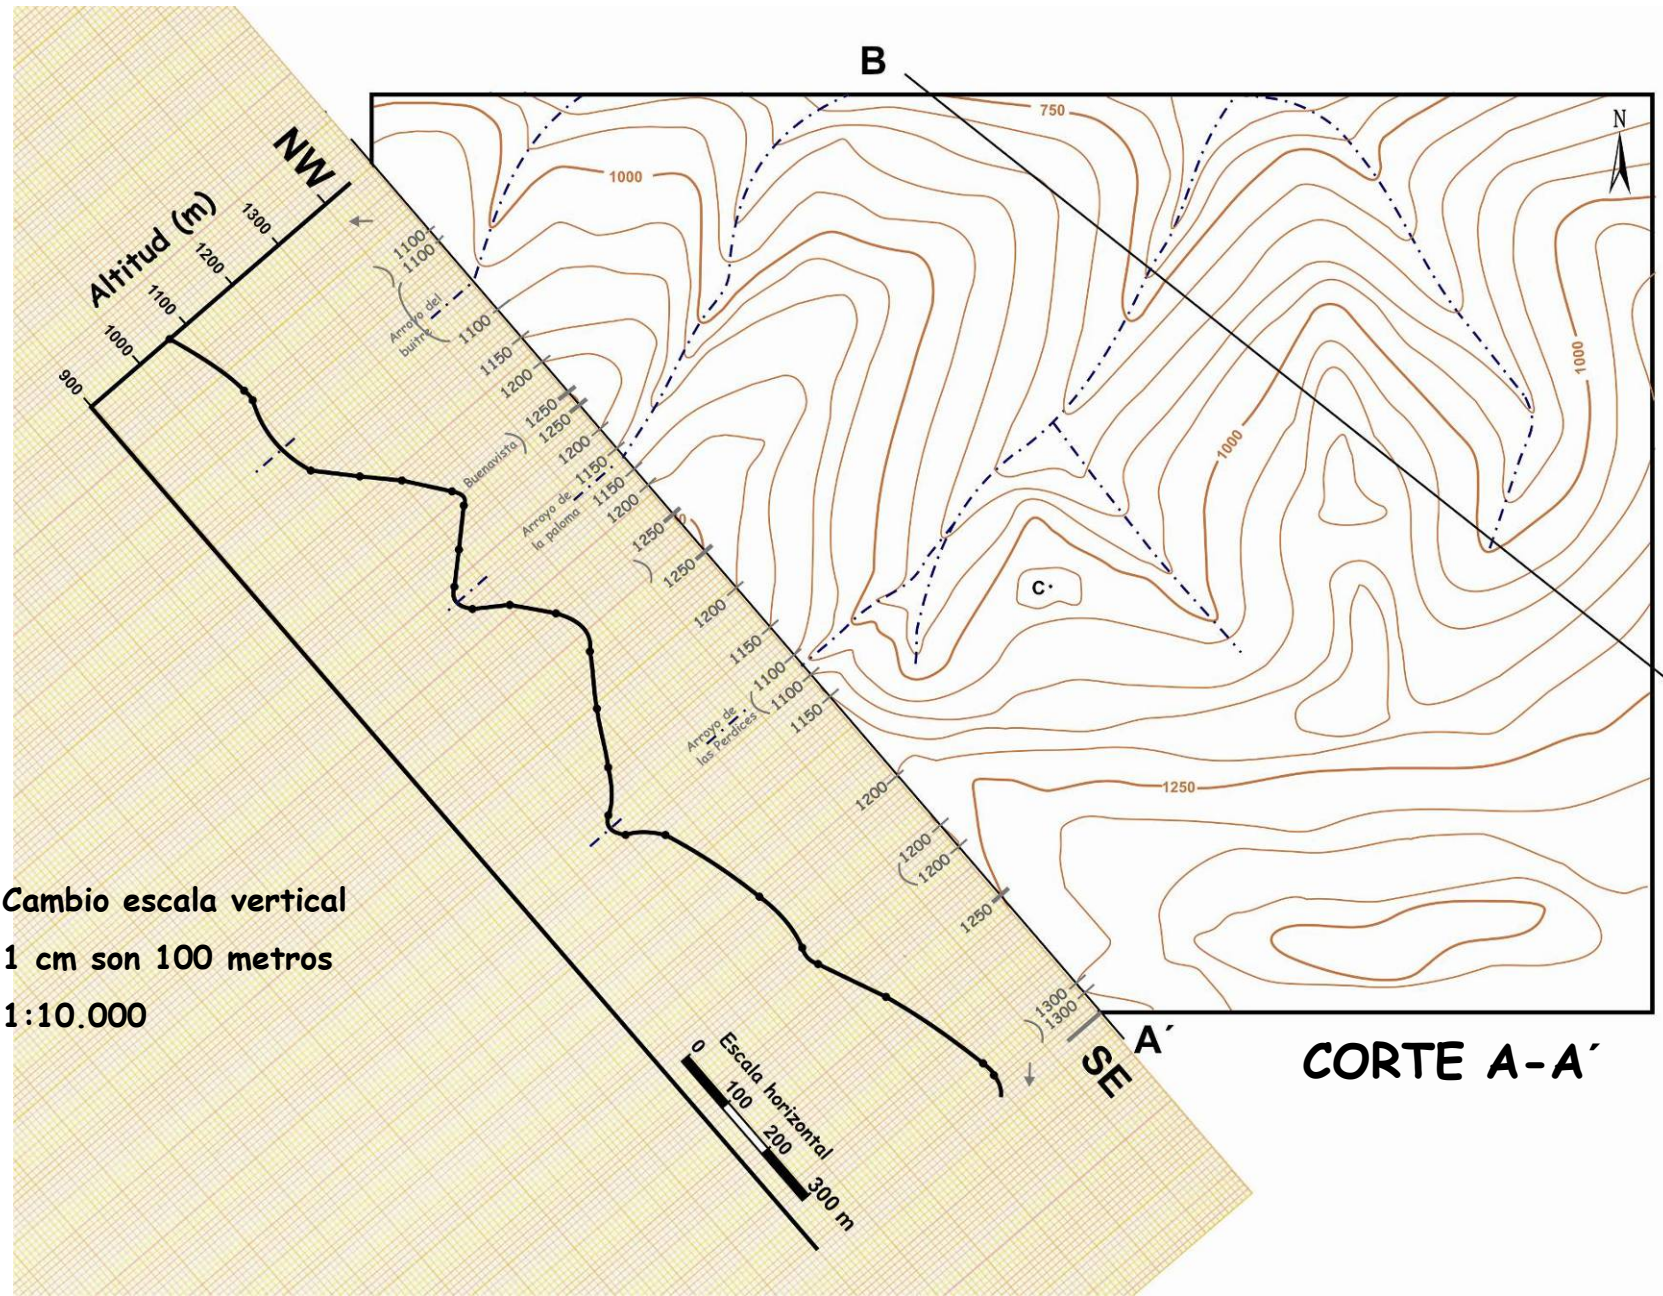 B
N
750
1000
1000
1000
1250
C
NW
Altitud (m)
1300
1200
1100
1000
900
1100
1100
Arroyo del
buitre
1100
1150
1200
1250
1250
Buenavista
1200
1150
Arroyo de
la paloma
1150
1200
1250
1250
1200
1150
1100
1100
Arroyo de
las Perdices
1150
1200
1200
1200
1250
1300
1300
SE
A´
CORTE A-A´
Cambio escala vertical
1 cm son 100 metros
1:10.000
Escala horizontal
0
100
200
300 m